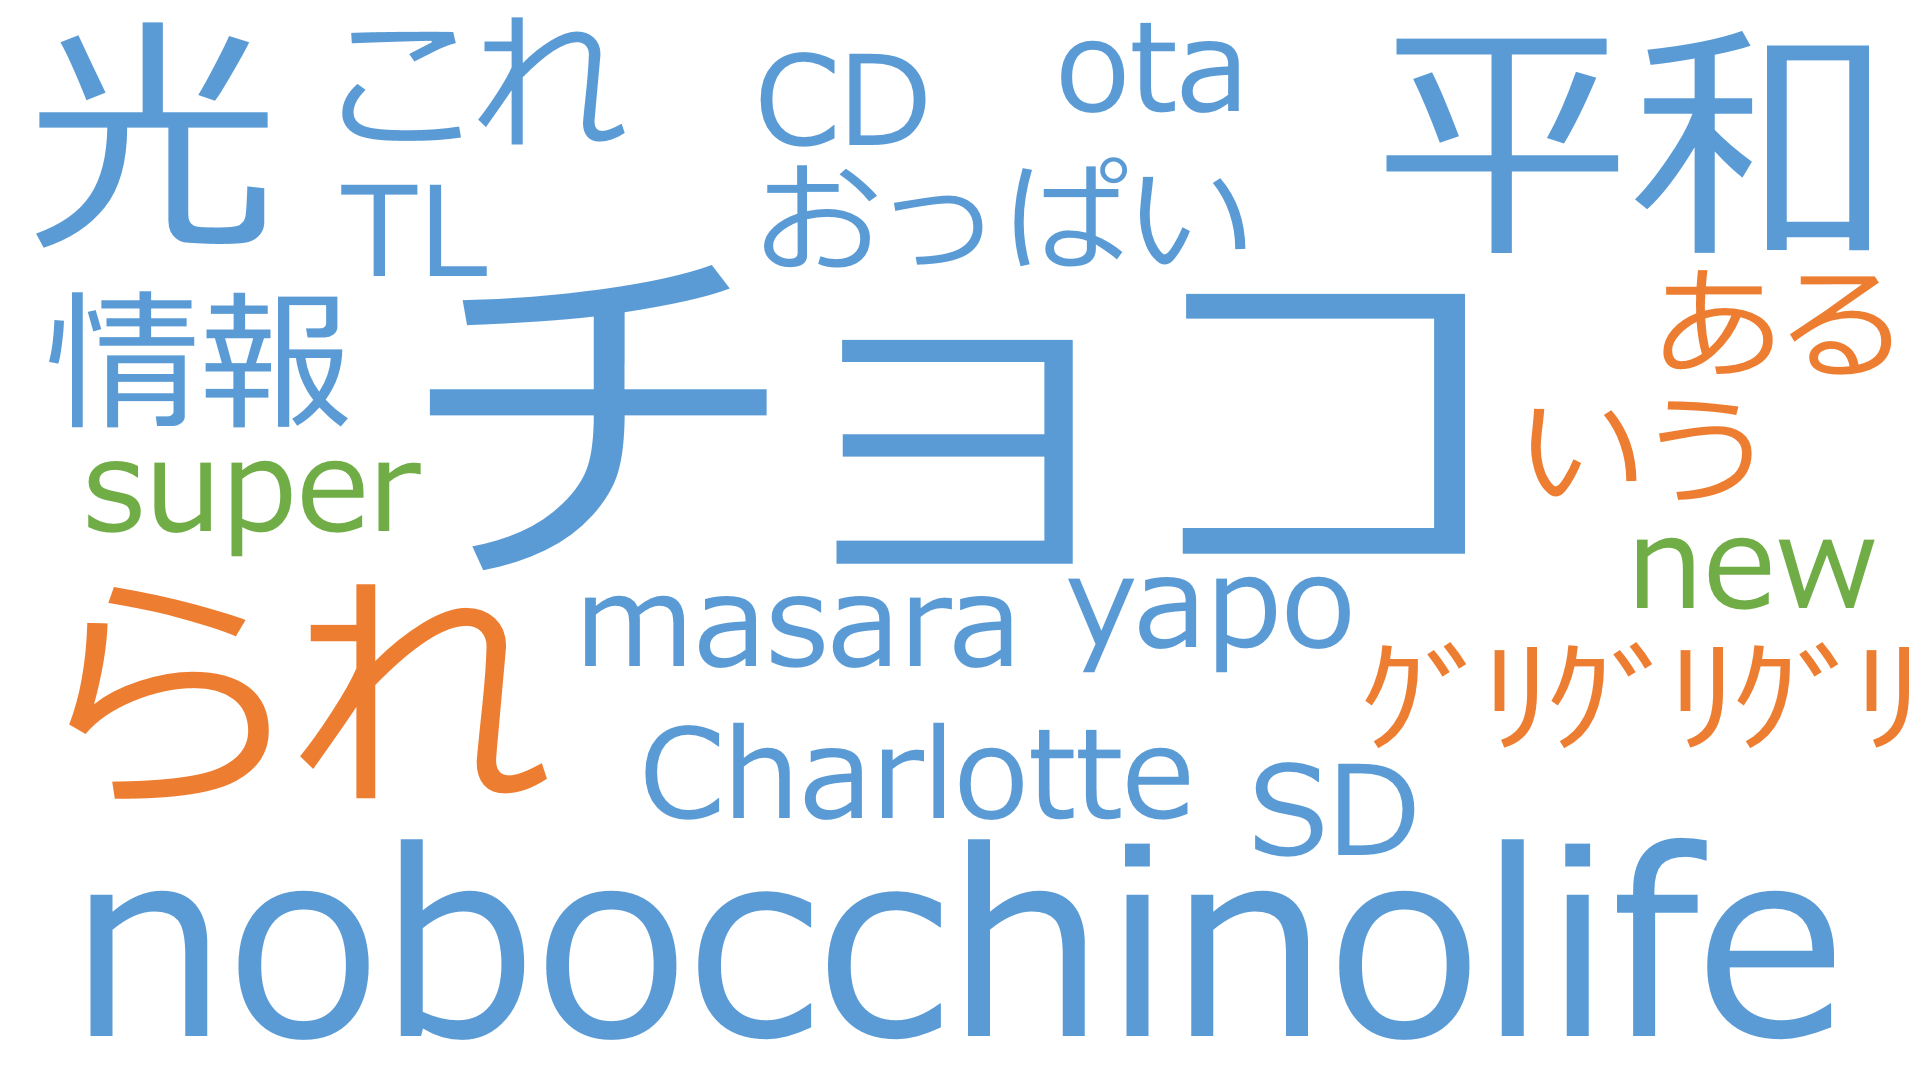 光
これ
CD
ota
平和
TL
おっぱい
情報
チョコ
ある
いう
super
new
られ
masara
yapo
ｸﾞﾘｸﾞﾘｸﾞﾘ
Charlotte
SD
nobocchinolife